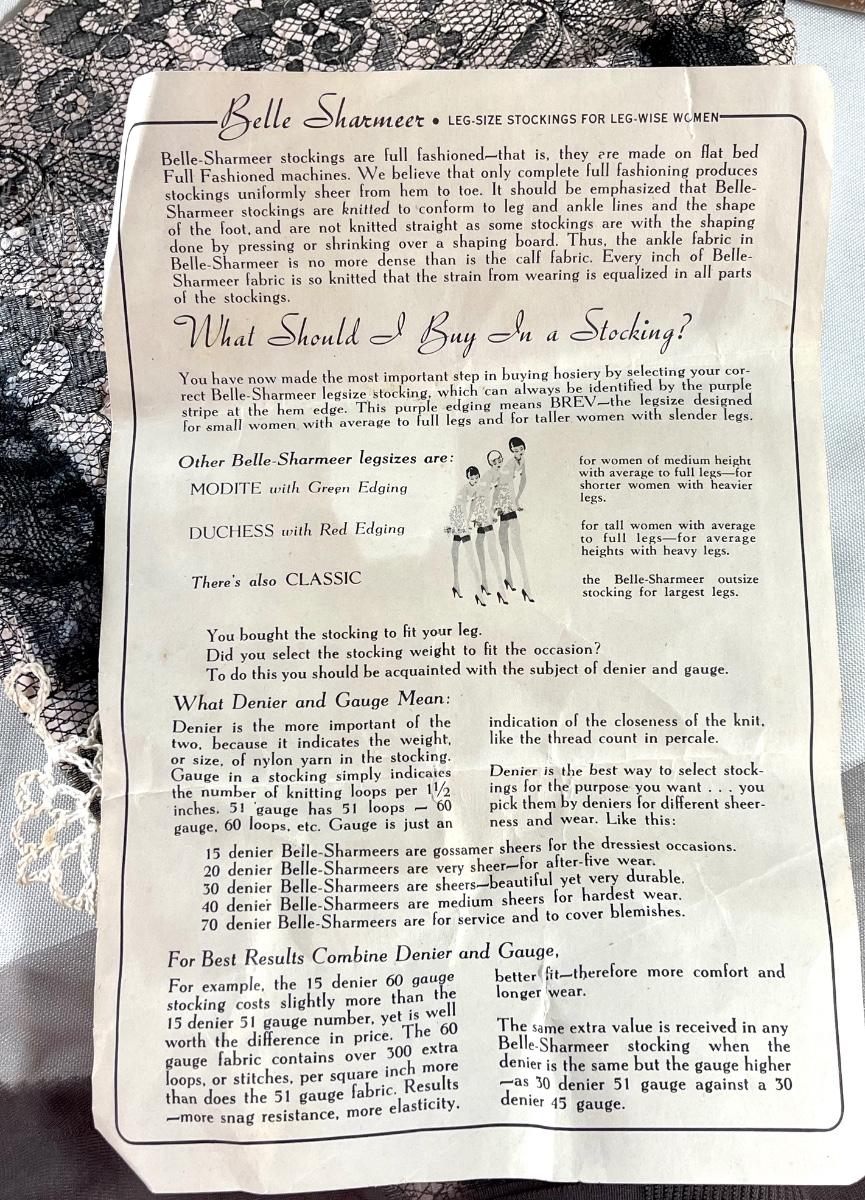 Belle Sharmeer • LEG-SIZE STOCKINGS FOR LEG-WISE WOMEN
Belle-Sharmeer stockings are full fashioned—that is, they are made on flat bed
Full Fashioned machines. We believe that only complete full fashioning produces
stockings uniformly sheer from hem to toe. It should be emphasized that Belle-
Sharmeer stockings are knitted to conform to leg and ankle lines and the shape
of the foot, and are not knitted straight as some stockings are with the shaping
done by pressing or shrinking over a shaping board. Thus, the ankle fabric in
Belle-Sharmeer is no more dense than is the calf fabric. Every inch of Belle-
Sharmeer fabric is so knitted that the strain from wearing is equalized in all parts
of the stockings.
What Should I Buy In a Stocking?
You have now made the most important step in buying hosiery by selecting your cor-
rect Belle-Sharmeer legsize stocking, which can always be identified by the purple
stripe at the hem edge. This purple edging means BREV—the legsize designed
for small women with average to full legs and for taller women with slender legs.
Other Belle-Sharmeer legsizes are:
MODITE with Green Edging
for women of medium height
with average to full legs—for
shorter women with heavier
legs.
DUCHESS with Red Edging
for tall women with average
to full legs—for average
heights with heavy legs.
There's also CLASSIC
the Belle-Sharmeer outsize
stocking for largest legs.
You bought the stocking to fit your leg.
Did you select the stocking weight to fit the occasion?
To do this you should be acquainted with the subject of denier and gauge.
What Denier and Gauge Mean:
Denier is the more important of the
two, because it indicates the weight,
or size, of nylon yarn in the stocking.
Gauge in a stocking simply indicates
the number of knitting loops per 1½
inches. 51 gauge has 51 loops — 60
gauge, 60 loops, etc. Gauge is just an
indication of the closeness of the knit,
like the thread count in percale.
Denier is the best way to select stock-
ings for the purpose you want . . . you
pick them by deniers for different sheer-
ness and wear. Like this:
15 denier Belle-Sharmeers are gossamer sheers for the dressiest occasions.
20 denier Belle-Sharmeers are very sheer—for after-five wear.
30 denier Belle-Sharmeers are sheers—beautiful yet very durable.
40 denier Belle-Sharmeers are medium sheers for hardest wear.
70 denier Belle-Sharmeers are for service and to cover blemishes.
For Best Results Combine Denier and Gauge,
For example, the 15 denier 60 gauge
stocking costs slightly more than the
15 denier 51 gauge number, yet is well
worth the difference in price. The 60
gauge fabric contains over 300 extra
loops, or stitches, per square inch more
than does the 51 gauge fabric. Results
—more snag resistance, more elasticity,
better fit—therefore more comfort and
longer wear.
The same extra value is received in any
Belle-Sharmeer stocking when the
denier is the same but the gauge higher
—as 30 denier 51 gauge against a 30
denier 45 gauge.